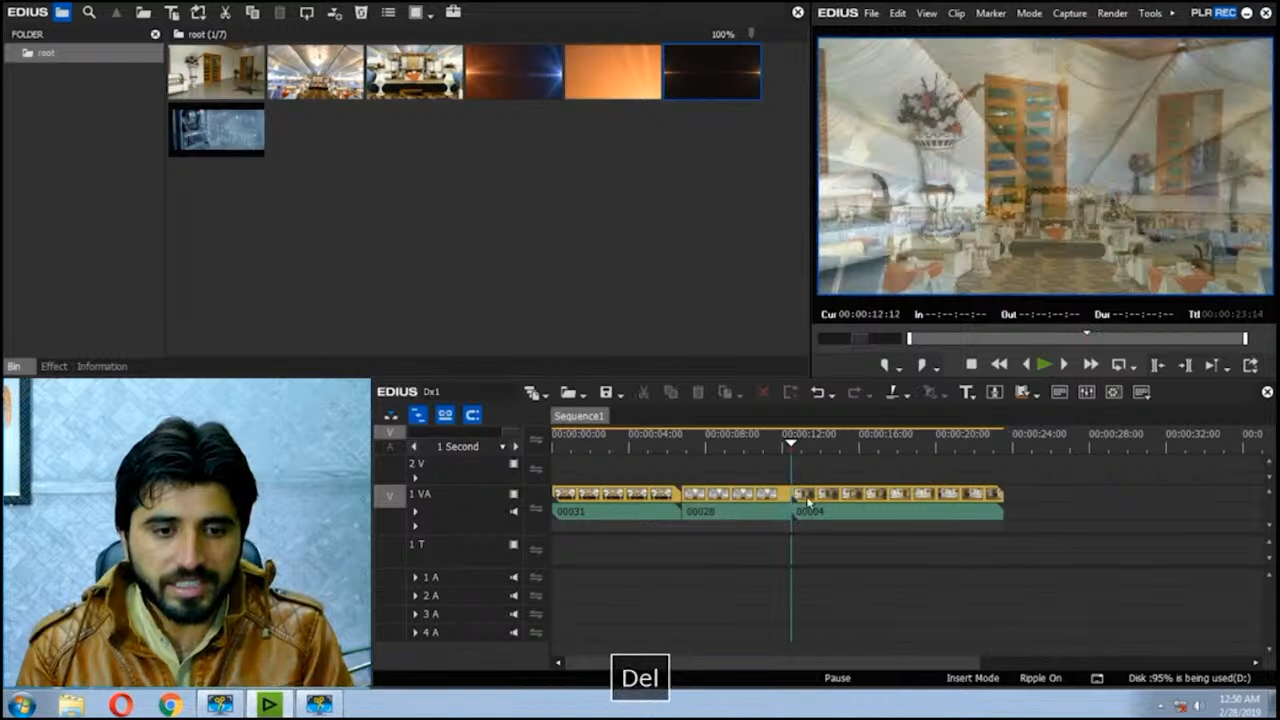 EDIUS
FOLDER
root
root (1/7)
100%
Bin Effect Information
EDIUS File Edit View Clip Marker Mode Capture Render Tools PLR REC
Cur 00:00:12:12 In --:--:--:-- Out --:--:--:-- Dur --:--:--:-- Ttl 00:00:23:14
EDIUS Dx1
Sequence1
V
A
1 Second
00:00:00:00 00:00:04:00 00:00:08:00 00:00:12:00 00:00:16:00 00:00:20:00 00:00:24:00 00:00:28:00 00:00:32:00 00:0
2 V
V
1 VA
00031 00028 00004
1 T
1 A
2 A
3 A
4 A
Del
Pause Insert Mode Ripple On Disk :95% is being used(D:)
12:50 AM
2/28/2019